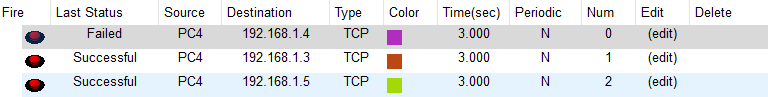 Fire Last Status Source Destination Type Color Time(sec) Periodic Num Edit Delete
Failed PC4 192.168.1.4 TCP 3.000 N 0 (edit)
Successful PC4 192.168.1.3 TCP 3.000 N 1 (edit)
Successful PC4 192.168.1.5 TCP 3.000 N 2 (edit)